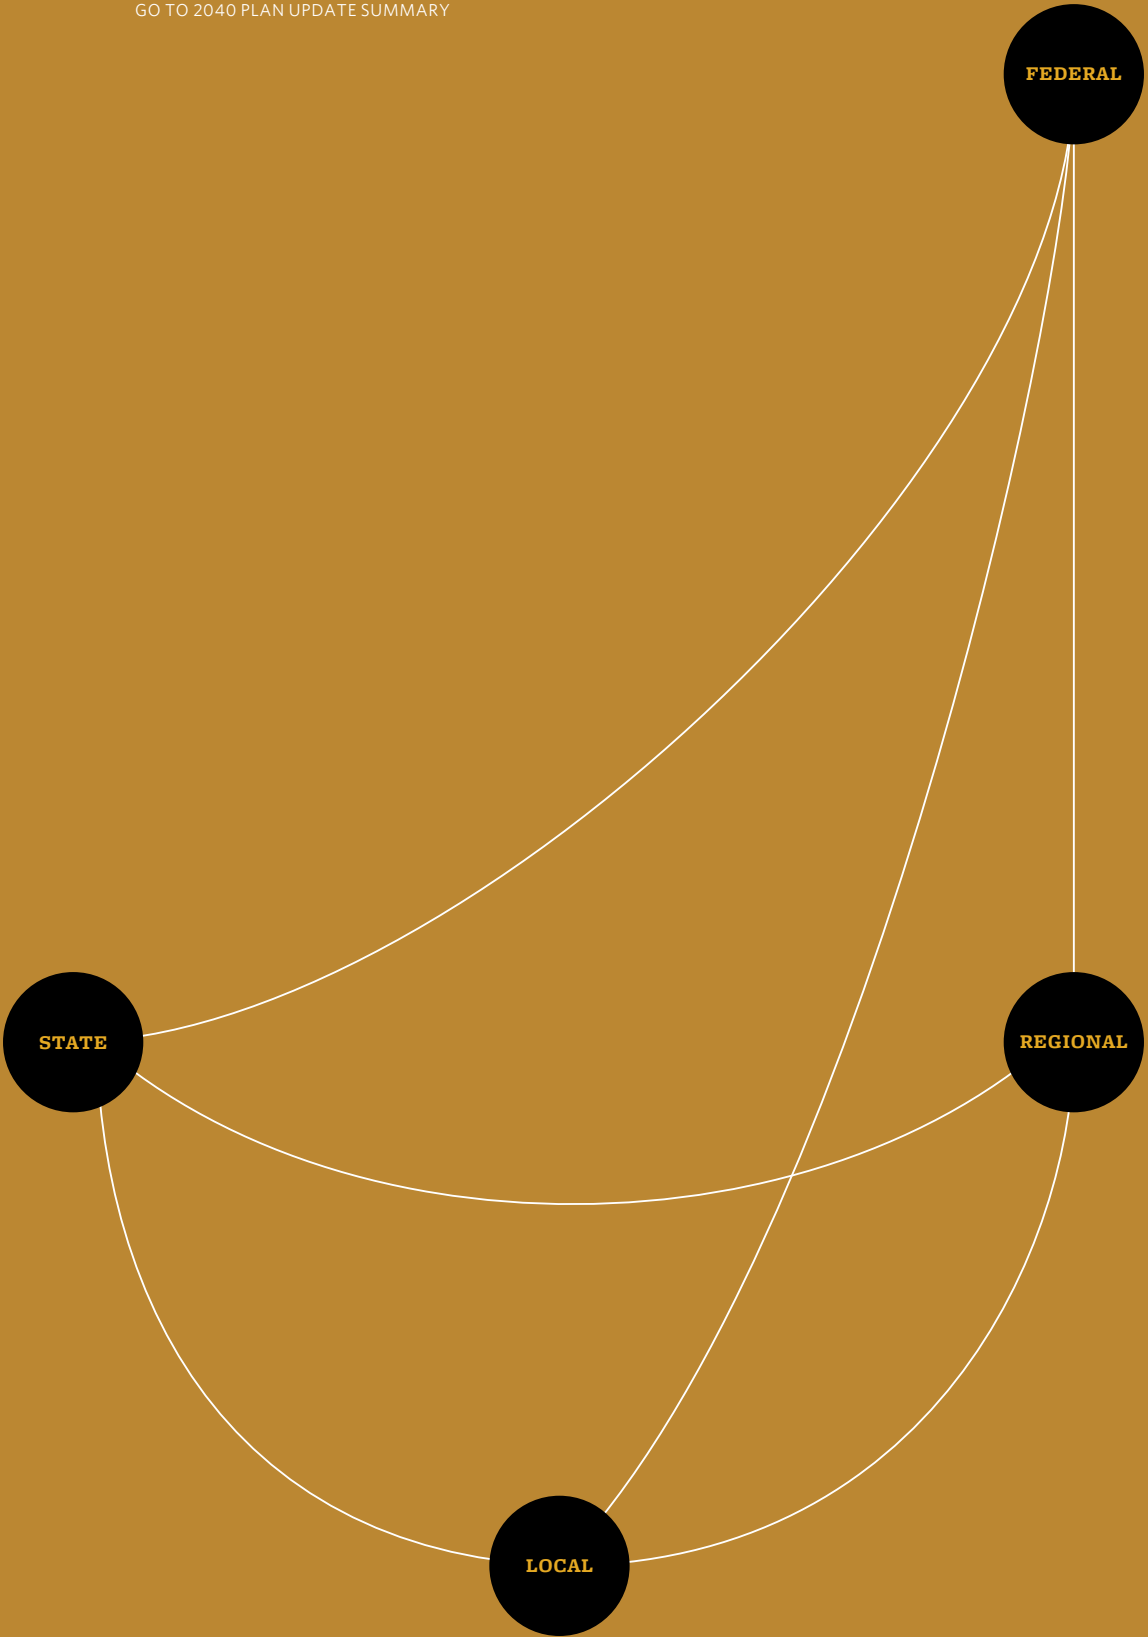 GO TO 2040 PLAN UPDATE SUMMARY
FEDERAL
STATE
REGIONAL
LOCAL